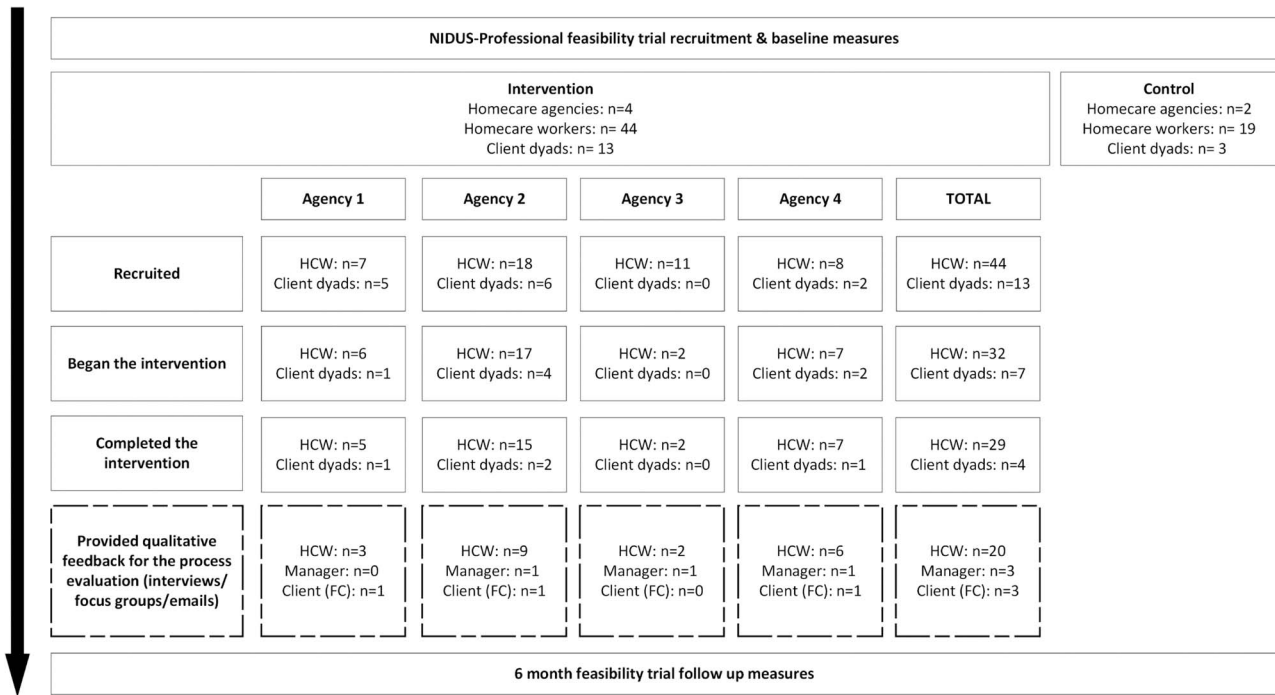 NIDUS-Professional feasibility trial recruitment & baseline measures
Intervention
Homecare agencies: n=4
Homecare workers: n= 44
Client dyads: n= 13
Control
Homecare agencies: n=2
Homecare workers: n= 19
Client dyads: n= 3
Agency 1
Agency 2
Agency 3
Agency 4
TOTAL
Recruited
HCW: n=7
Client dyads: n=5
HCW: n=18
Client dyads: n=6
HCW: n=11
Client dyads: n=0
HCW: n=8
Client dyads: n=2
HCW: n=44
Client dyads: n=13
Began the intervention
HCW: n=6
Client dyads: n=1
HCW: n=17
Client dyads: n=4
HCW: n=2
Client dyads: n=0
HCW: n=7
Client dyads: n=2
HCW: n=32
Client dyads: n=7
Completed the
intervention
HCW: n=5
Client dyads: n=1
HCW: n=15
Client dyads: n=2
HCW: n=2
Client dyads: n=0
HCW: n=7
Client dyads: n=1
HCW: n=29
Client dyads: n=4
Provided qualitative
feedback for the process
evaluation (interviews/
focus groups/emails)
HCW: n=3
Manager: n=0
Client (FC): n=1
HCW: n=9
Manager: n=1
Client (FC): n=1
HCW: n=2
Manager: n=1
Client (FC): n=0
HCW: n=6
Manager: n=1
Client (FC): n=1
HCW: n=20
Manager: n=3
Client (FC): n=3
6 month feasibility trial follow up measures